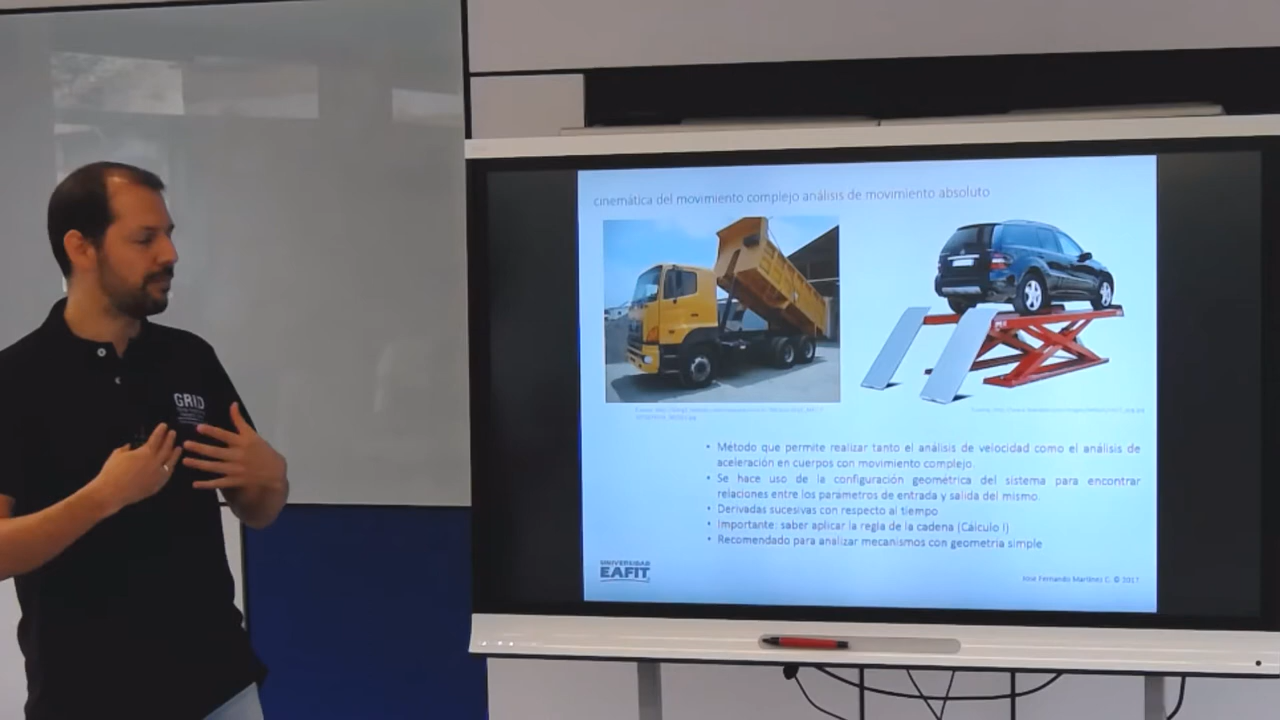 GRID
cinemática del movimiento complejo análisis de movimiento absoluto
• Método que permite realizar tanto el análisis de velocidad como el análisis de
aceleración en cuerpos con movimiento complejo.
• Se hace uso de la configuración geométrica del sistema para encontrar
relaciones entre los parámetros de entrada y salida del mismo.
• Derivadas sucesivas con respecto al tiempo
• Importante: saber aplicar la regla de la cadena (Cálculo I)
• Recomendado para analizar mecanismos con geometría simple
UNIVERSIDAD
EAFIT
José Fernando Martínez C. © 2017